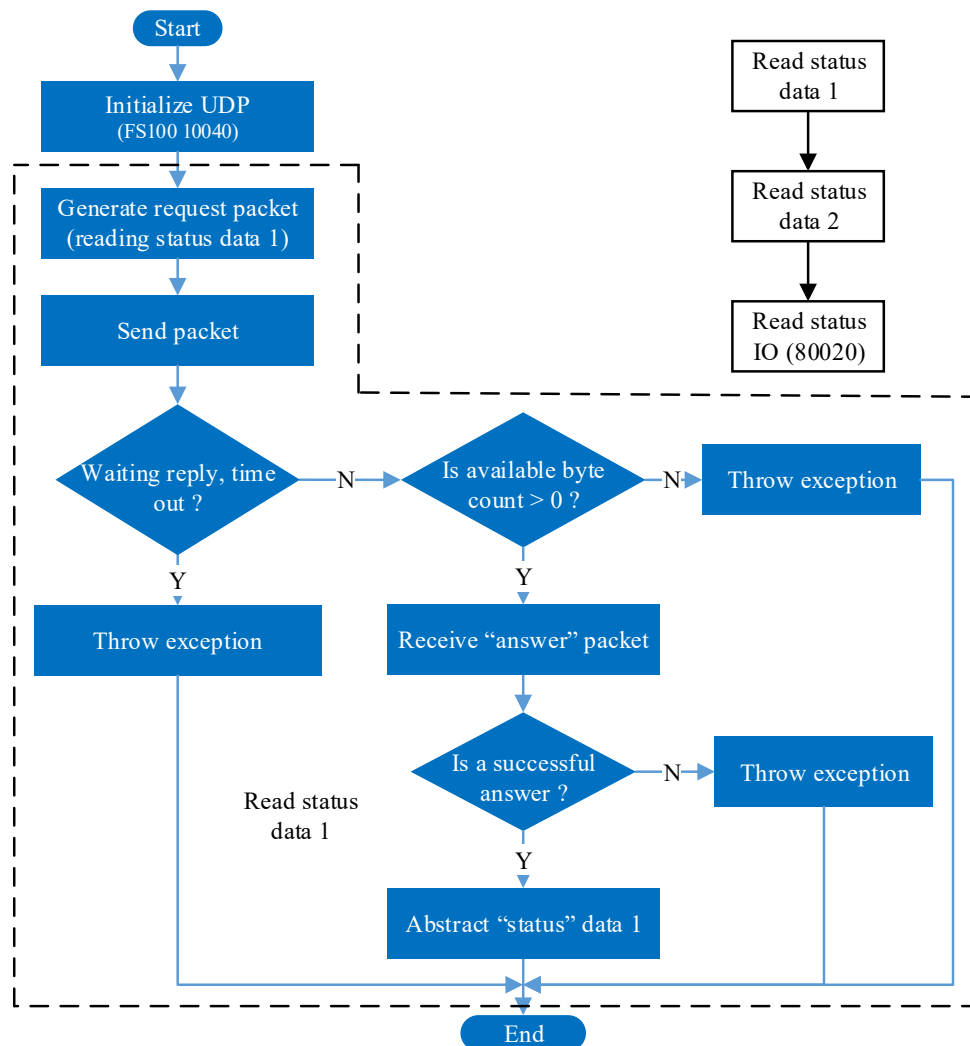 Start
Initialize UDP
(FS100 10040)
Generate request packet
(reading status data 1)
Send packet
Waiting reply, time
out ?
N
Is available byte
count > 0 ?
N
Throw exception
Y
Throw exception
Y
Receive “answer” packet
Is a successful
answer ?
N
Throw exception
Y
Abstract “status” data 1
Read status
data 1
End
Read status
data 1
Read status
data 2
Read status
IO (80020)